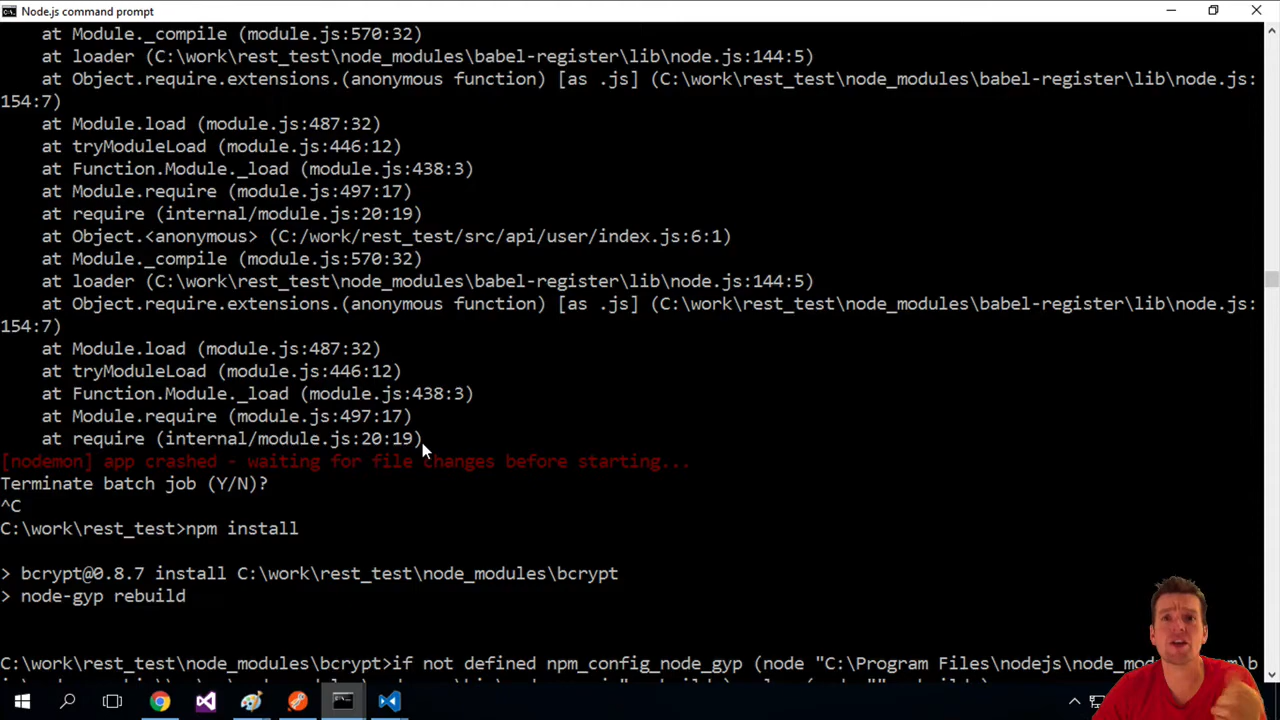 Node.js command prompt
at Module._compile (module.js:570:32)
at loader (C:\work\rest_test\node_modules\babel-register\lib\node.js:144:5)
at Object.require.extensions.(anonymous function) [as .js] (C:\work\rest_test\node_modules\babel-register\lib\node.js:
154:7)
at Module.load (module.js:487:32)
at tryModuleLoad (module.js:446:12)
at Function.Module._load (module.js:438:3)
at Module.require (module.js:497:17)
at require (internal/module.js:20:19)
at Object.<anonymous> (C:/work/rest_test/src/api/user/index.js:6:1)
at Module._compile (module.js:570:32)
at loader (C:\work\rest_test\node_modules\babel-register\lib\node.js:144:5)
at Object.require.extensions.(anonymous function) [as .js] (C:\work\rest_test\node_modules\babel-register\lib\node.js:
154:7)
at Module.load (module.js:487:32)
at tryModuleLoad (module.js:446:12)
at Function.Module._load (module.js:438:3)
at Module.require (module.js:497:17)
at require (internal/module.js:20:19)
[nodemon] app crashed - waiting for file changes before starting...
Terminate batch job (Y/N)?
^C
C:\work\rest_test>npm install
> bcrypt@0.8.7 install C:\work\rest_test\node_modules\bcrypt
> node-gyp rebuild
C:\work\rest_test\node_modules\bcrypt>if not defined npm_config_node_gyp (node "C:\Program Files\nodejs\node_mod